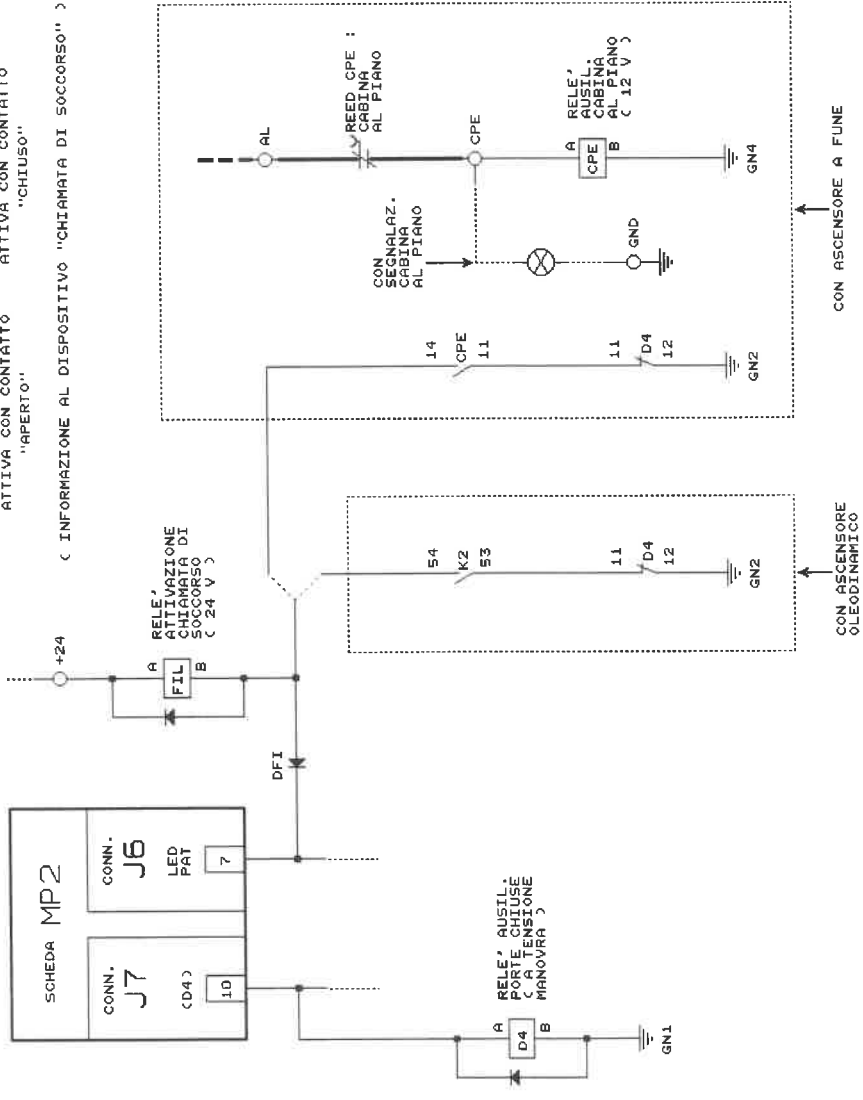 ATTIVA CON CONTATTO
"APERTO"
ATTIVA CON CONTATTO
"CHIUSO"
( INFORMAZIONE AL DISPOSITIVO "CHIAMATA DI SOCCORSO" )
SCHEDA MP2
CONN.
J7
(D4)
10
CONN.
J6
LED
PAT
7
+24
A
FIL
B
RELE' 
ATTIVAZIONE
CHIAMATA DI
SOCCORSO
( 24 V )
DFI
RELE' AUSIL.
PORTE CHIUSE
( A TENSIONE
MANOVRA )
A
D4
B
GN1
54
K2
53
11
D4
12
GN2
CON ASCENSORE
OLEODINAMICO
14
CPE
11
11
D4
12
GN2
CON
SEGNALAZ.
CABINA
AL PIANO
GND
AL
REED CPE :
CABINA
AL PIANO
CPE
RELE'
AUSIL.
CABINA
AL PIANO
( 12 V )
A
CPE
B
GN4
CON ASCENSORE A FUNE